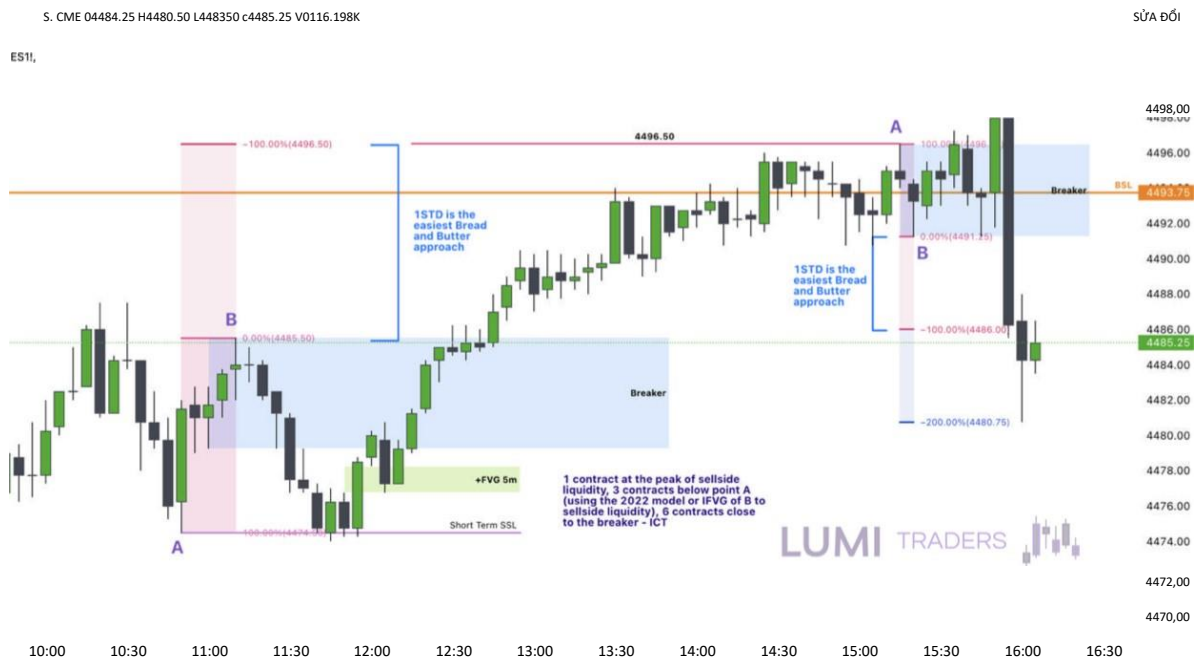 S. CME 04484.25 H4480.50 L448350 c4485.25 V0116.198K
SỬA ĐỔI
ES1!,
4498,00
4498.00
−100.00%(4496.50)
4496.50
A
4496.00
BSL
4493.75
Breaker
1STD is the
easiest Bread
and Butter
approach
4492.00
0.00%(4491.25)
B
4490.00
1STD is the
easiest Bread
and Butter
approach
4488.00
B
−100.00%(4486.00)
4486.00
0.00%(4485.50)
4485.25
4484.00
Breaker
4482.00
−200.00%(4480.75)
4480.00
4478.00
+FVG 5m
1 contract at the peak of sellside
liquidity, 3 contracts below point A
(using the 2022 model or IFVG of B to
sellside liquidity), 6 contracts close
to the breaker - ICT
4476.00
Short Term SSL
A
LUMI TRADERS
4474.00
4472,00
4470,00
10:00 10:30 11:00 11:30 12:00 12:30 13:00 13:30 14:00 14:30 15:00 15:30 16:00 16:30